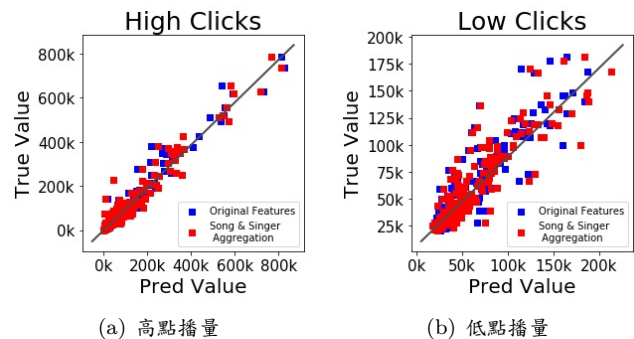 High Clicks
True Value
800k
600k
400k
200k
0k
Original Features
Song & Singer
Aggregation
0k 200k 400k 600k 800k
Pred Value
(a) 高點播量
Low Clicks
True Value
200k
175k
150k
125k
100k
75k
50k
25k
Original Features
Song & Singer
Aggregation
0k 50k 100k 150k 200k
Pred Value
(b) 低點播量